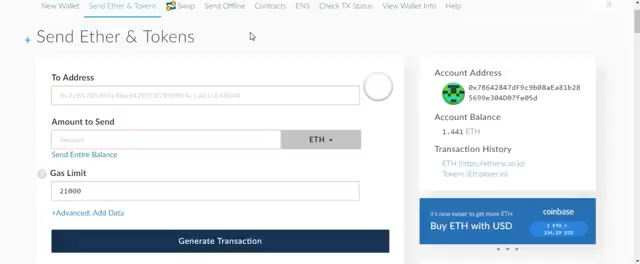 New Wallet Send Ether & Tokens Swap Send Offline Contracts ENS Check TX Status View Wallet Info Help
+ Send Ether & Tokens
To Address
Amount to Send
Amount
ETH
Send Entire Balance
? Gas Limit
21000
+Advanced: Add Data
Generate Transaction
Account Address
0x78642847dF9c9b08aEa81b28
5699e304D07fe05d
Account Balance
1.441 ETH
Transaction History
ETH (https://etherscan.io)
Tokens (Ethplorer.io)
It's now easier to get more ETH
Buy ETH with USD
coinbase
1 ETH ≈